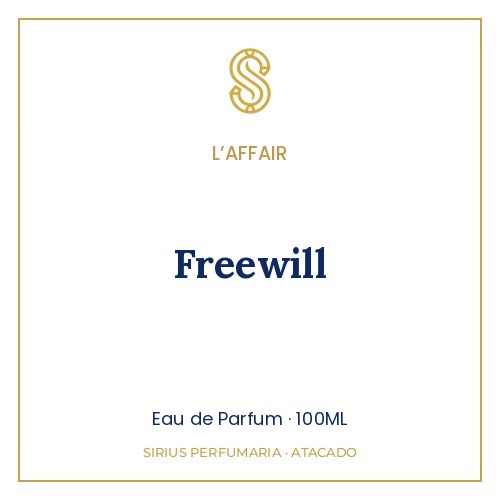 L’AFFAIR
Freewill
Eau de Parfum · 100ML
SIRIUS PERFUMARIA · ATACADO